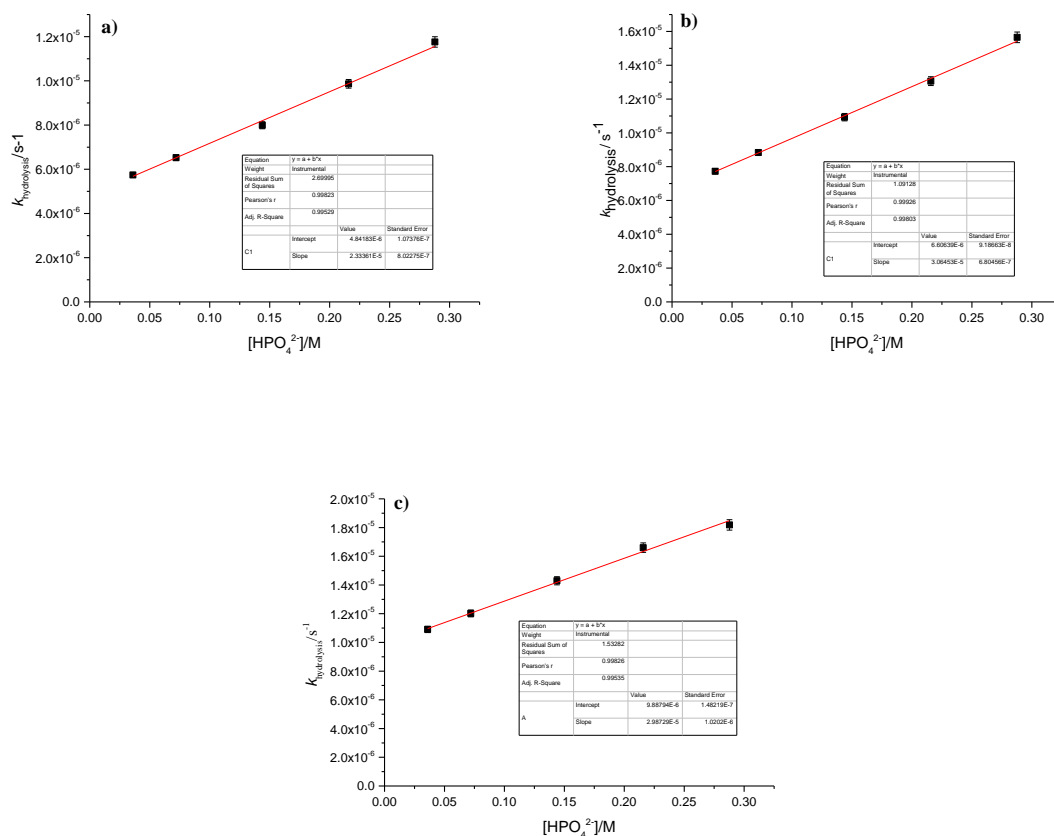 a)
k hydrolysis/s-1
1.2x10-5
1.0x10-5
8.0x10-6
6.0x10-6
4.0x10-6
2.0x10-6
0.0
0.00 0.05 0.10 0.15 0.20 0.25 0.30
[HPO4 2-]/M
Equation y = a + b*x
Weight Instrumental
Residual Sum of Squares 2.69995
Pearson's r 0.99823
Adj. R-Square 0.99529
Value Standard Error
C1 Intercept 4.84183E-6 1.07376E-7
Slope 2.33361E-5 8.02275E-7
b)
k hydrolysis/s-1
1.6x10-5
1.4x10-5
1.2x10-5
1.0x10-5
8.0x10-6
6.0x10-6
4.0x10-6
2.0x10-6
0.0
0.00 0.05 0.10 0.15 0.20 0.25 0.30
[HPO4 2-]/M
Equation y = a + b*x
Weight Instrumental
Residual Sum of Squares 1.09128
Pearson's r 0.99926
Adj. R-Square 0.99803
Value Standard Error
C1 Intercept 6.60639E-6 9.18663E-8
Slope 3.06453E-5 6.80456E-7
c)
k hydrolysis/s-1
2.0x10-5
1.8x10-5
1.6x10-5
1.4x10-5
1.2x10-5
1.0x10-5
8.0x10-6
6.0x10-6
4.0x10-6
2.0x10-6
0.0
0.00 0.05 0.10 0.15 0.20 0.25 0.30
[HPO4 2-]/M
Equation y = a + b*x
Weight Instrumental
Residual Sum of Squares 1.53282
Pearson's r 0.99826
Adj. R-Square 0.99535
Value Standard Error
A Intercept 9.88794E-6 1.48219E-7
Slope 2.98729E-5 1.0202E-6